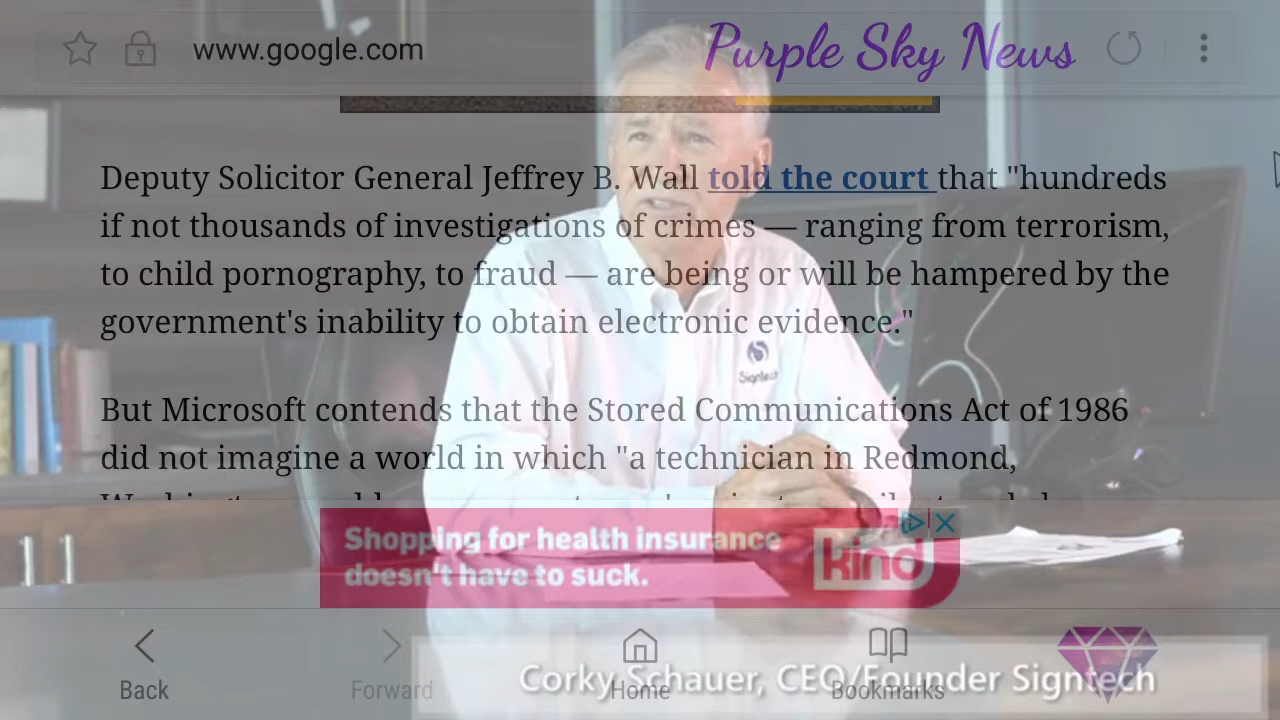 www.google.com
Purple Sky News
Deputy Solicitor General Jeffrey B. Wall told the court that "hundreds
if not thousands of investigations of crimes — ranging from terrorism,
to child pornography, to fraud — are being or will be hampered by the
government's inability to obtain electronic evidence."
Signtech
But Microsoft contends that the Stored Communications Act of 1986
did not imagine a world in which "a technician in Redmond,
Shopping for health insurance
doesn't have to suck.
kind
Back
Forward
Home
Bookmarks
Corky Schauer, CEO/Founder Signtech